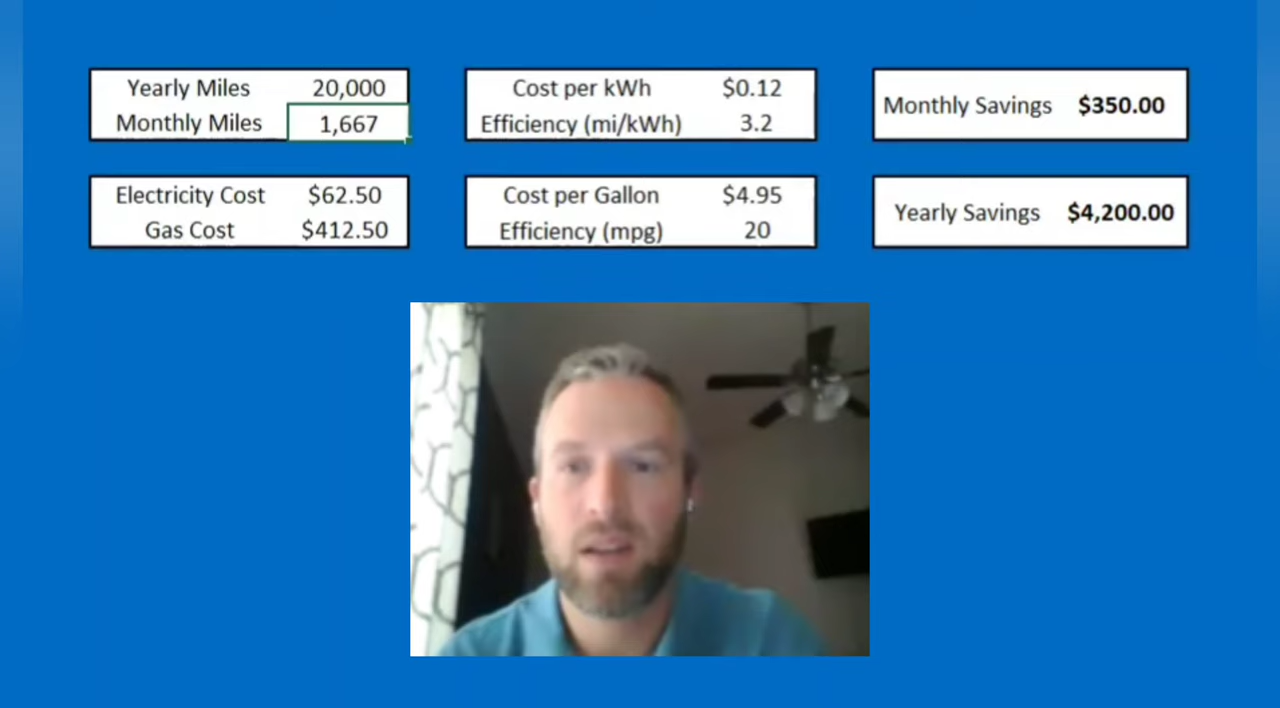 Yearly Miles 20,000
Monthly Miles 1,667
Cost per kWh $0.12
Efficiency (mi/kWh) 3.2
Monthly Savings $350.00
Electricity Cost $62.50
Gas Cost $412.50
Cost per Gallon $4.95
Efficiency (mpg) 20
Yearly Savings $4,200.00